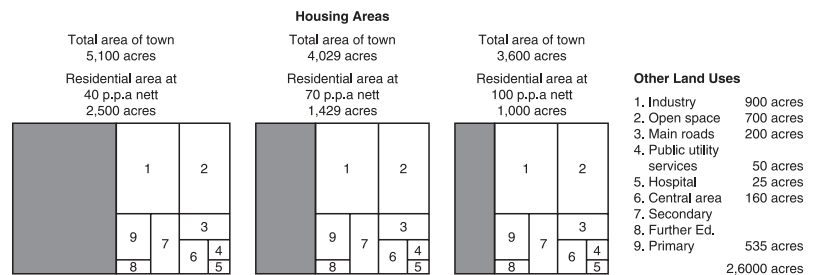 Housing Areas
Total area of town
5,100 acres
Residential area at
40 p.p.a nett
2,500 acres
Total area of town
4,029 acres
Residential area at
70 p.p.a nett
1,429 acres
Total area of town
3,600 acres
Residential area at
100 p.p.a nett
1,000 acres
1
2
3
9
7
6
4
8
5
1
2
3
9
7
6
4
8
5
1
2
3
9
7
6
4
8
5
Other Land Uses
1. Industry 900 acres
2. Open space 700 acres
3. Main roads 200 acres
4. Public utility
services 50 acres
5. Hospital 25 acres
6. Central area 160 acres
7. Secondary
8. Further Ed.
9. Primary 535 acres
2,6000 acres